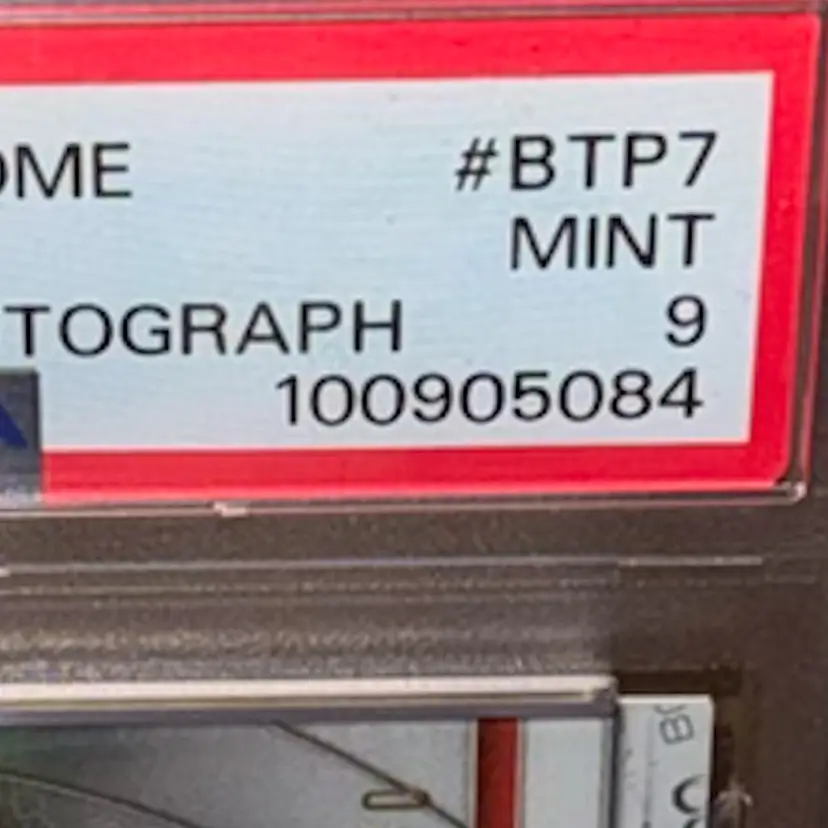 OME #BTP7
MINT
TOGRAPH 9
100905084